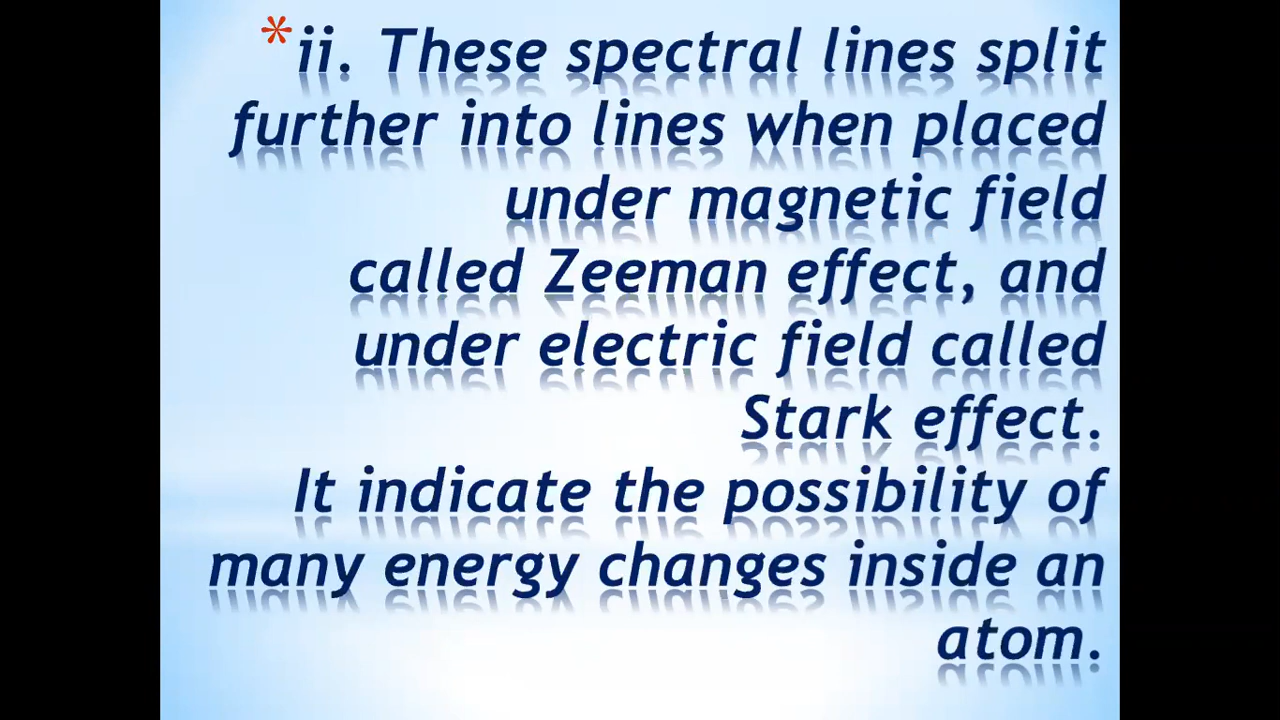 *ii. These spectral lines split
further into lines when placed
under magnetic field
called Zeeman effect, and
under electric field called
Stark effect.
It indicate the possibility of
many energy changes inside an
atom.